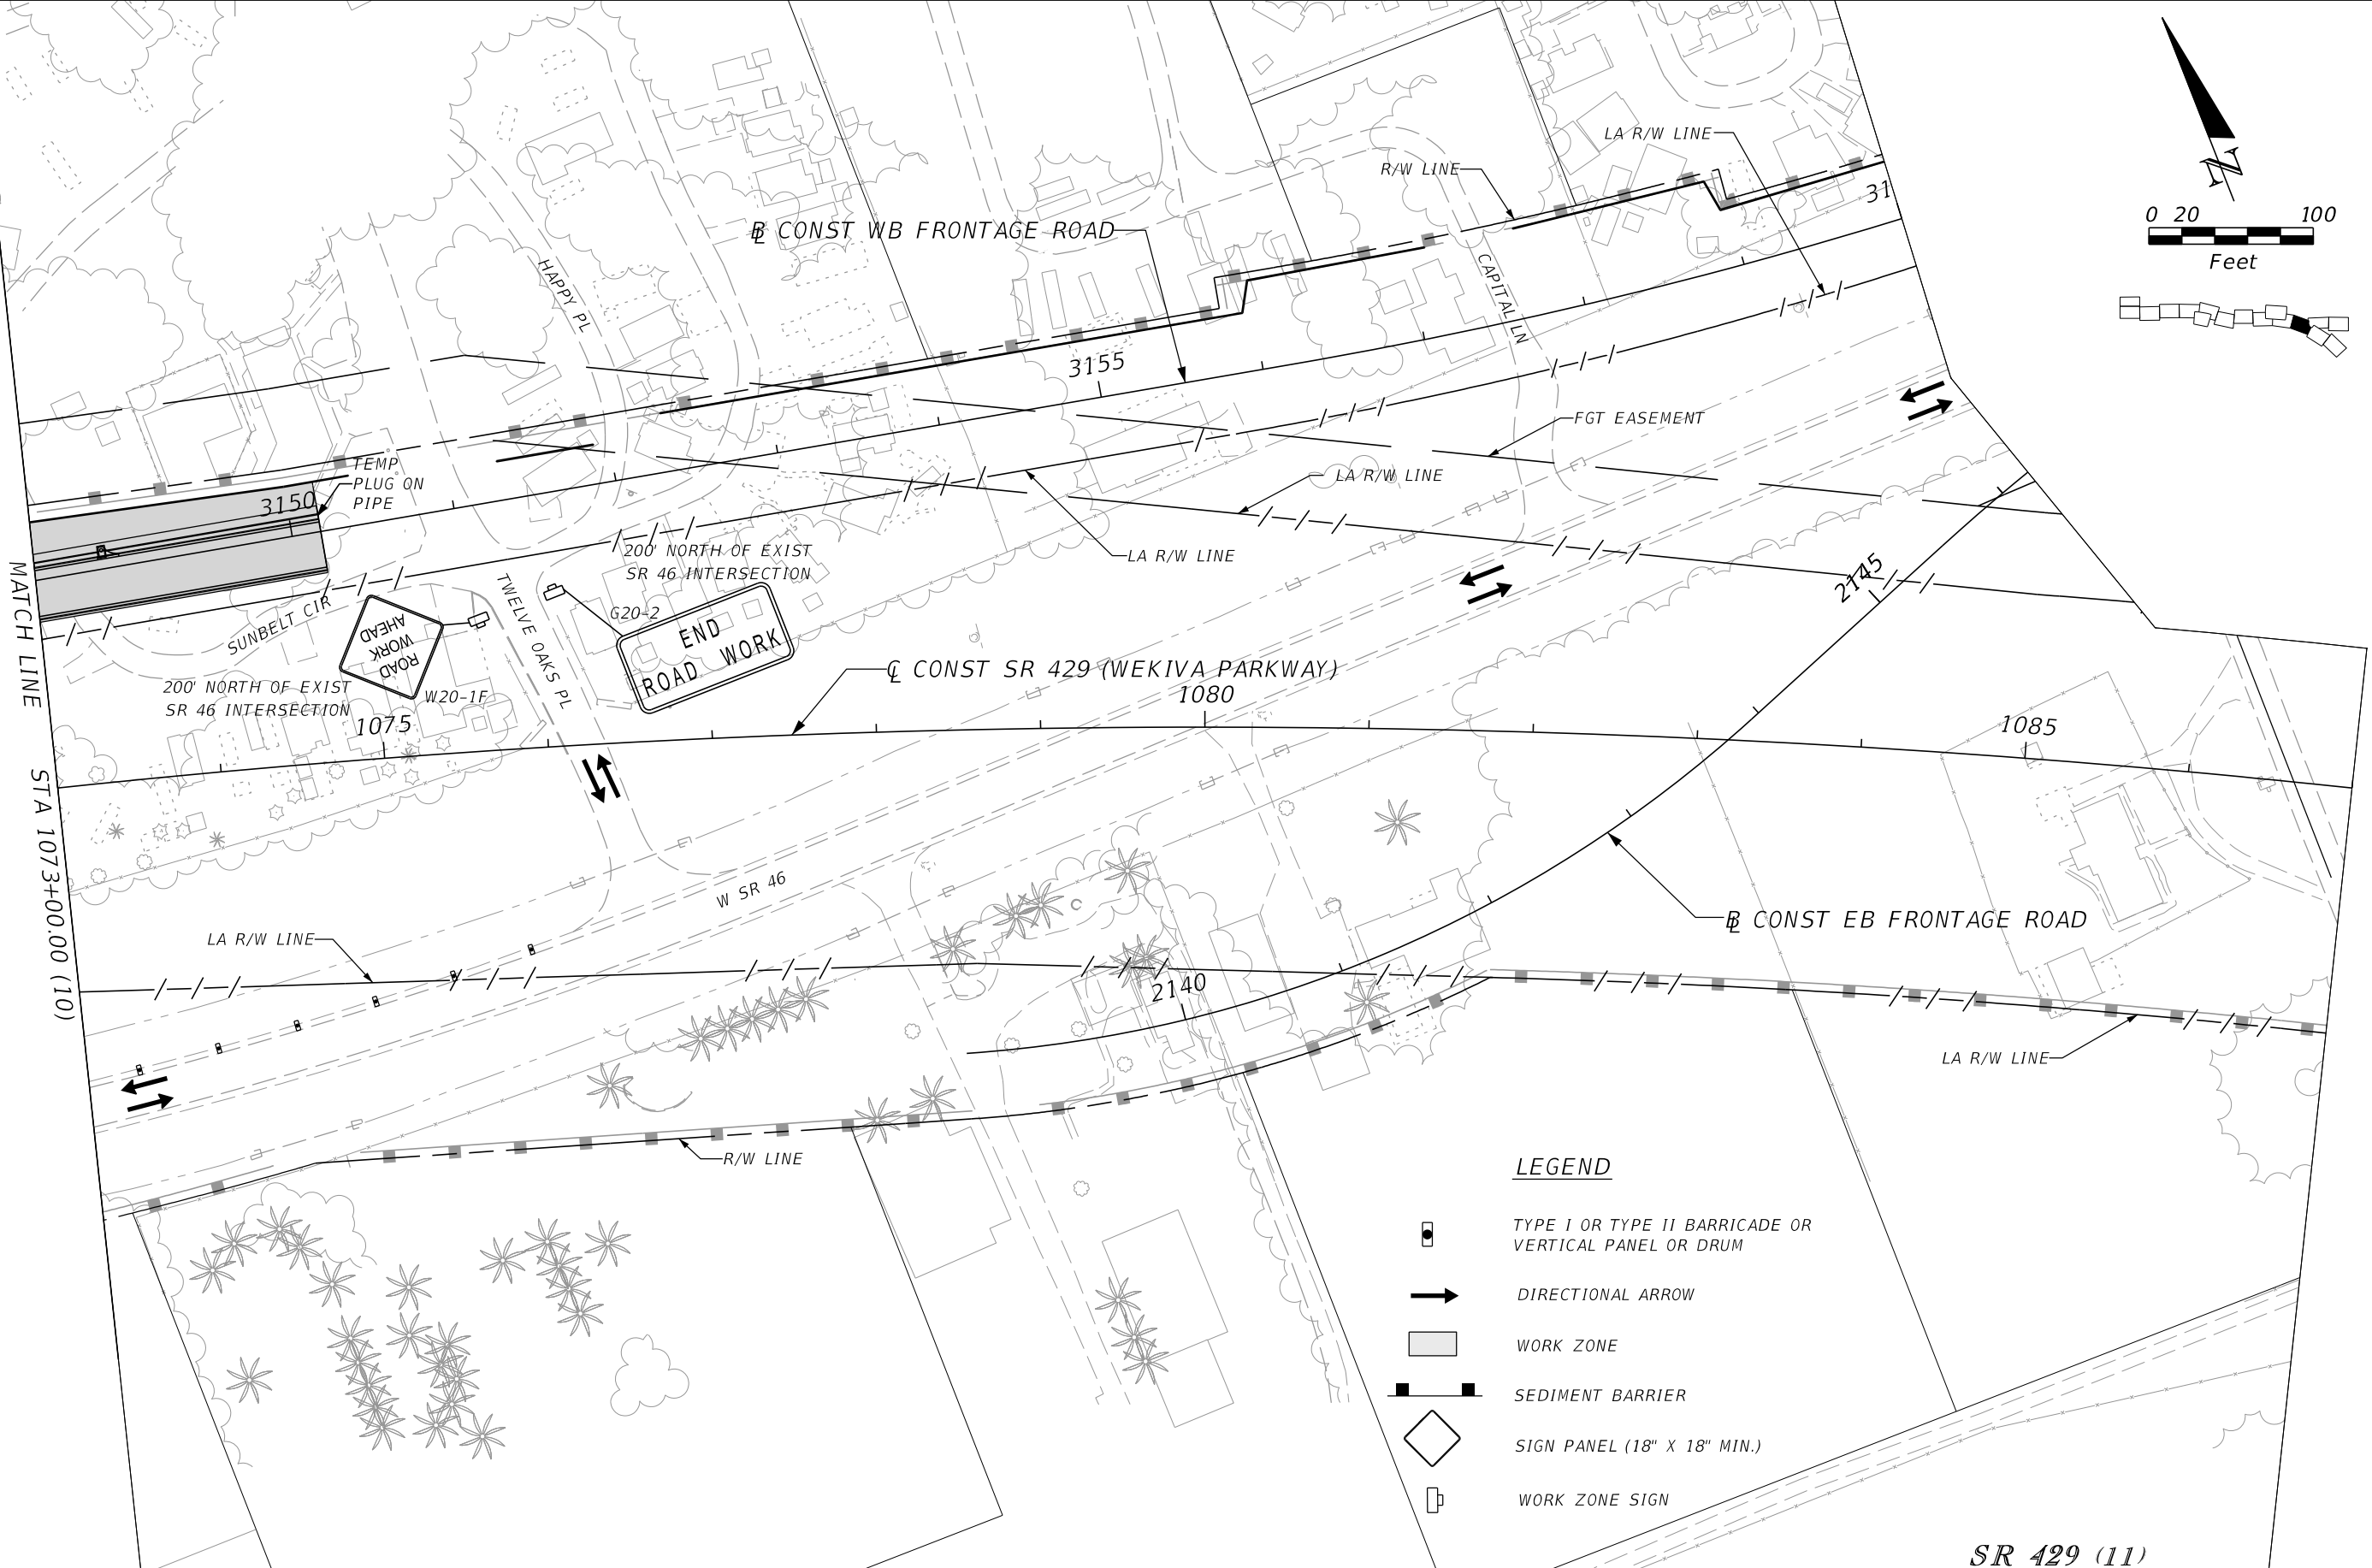 LA R/W LINE
R/W LINE
N
0 20 100
Feet
31
℄ CONST WB FRONTAGE ROAD
HAPPY PL
CAPITAL LN
3155
FGT EASEMENT
LA R/W LINE
TEMP
PLUG ON
PIPE
3150
LA R/W LINE
200' NORTH OF EXIST
SR 46 INTERSECTION
G20-2
END
ROAD WORK
TWELVE OAKS PL
SUNBELT CIR
ROAD
WORK
AHEAD
W20-1F
200' NORTH OF EXIST
SR 46 INTERSECTION
MATCH LINE STA 1073+00.00 (10)
2145
℄ CONST SR 429 (WEKIVA PARKWAY)
1075
1080
1085
W SR 46
℄ CONST EB FRONTAGE ROAD
LA R/W LINE
2140
LA R/W LINE
R/W LINE
LEGEND
TYPE I OR TYPE II BARRICADE OR
VERTICAL PANEL OR DRUM
DIRECTIONAL ARROW
WORK ZONE
SEDIMENT BARRIER
SIGN PANEL (18" X 18" MIN.)
WORK ZONE SIGN
SR 429 (11)